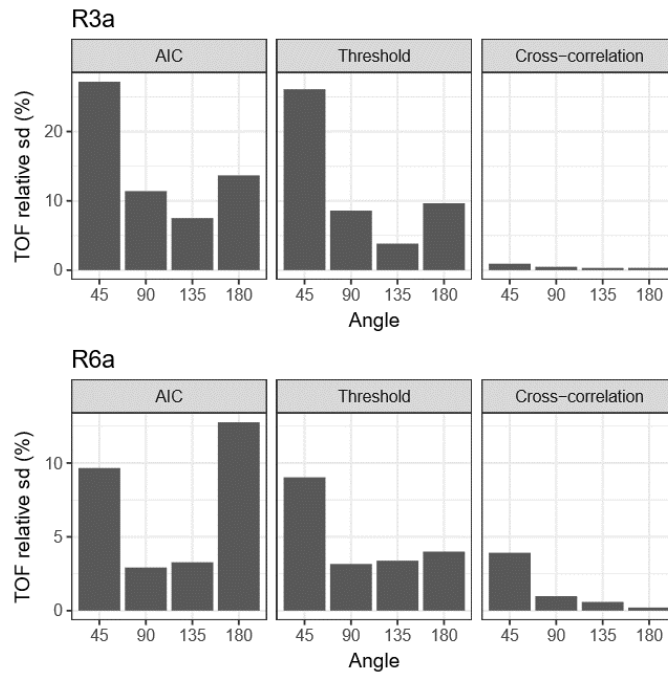 R3a
AIC Threshold Cross-correlation
TOF relative sd (%)
20
10
0
45 90 135 180 45 90 135 180 45 90 135 180
Angle
R6a
AIC Threshold Cross-correlation
TOF relative sd (%)
10
5
0
45 90 135 180 45 90 135 180 45 90 135 180
Angle